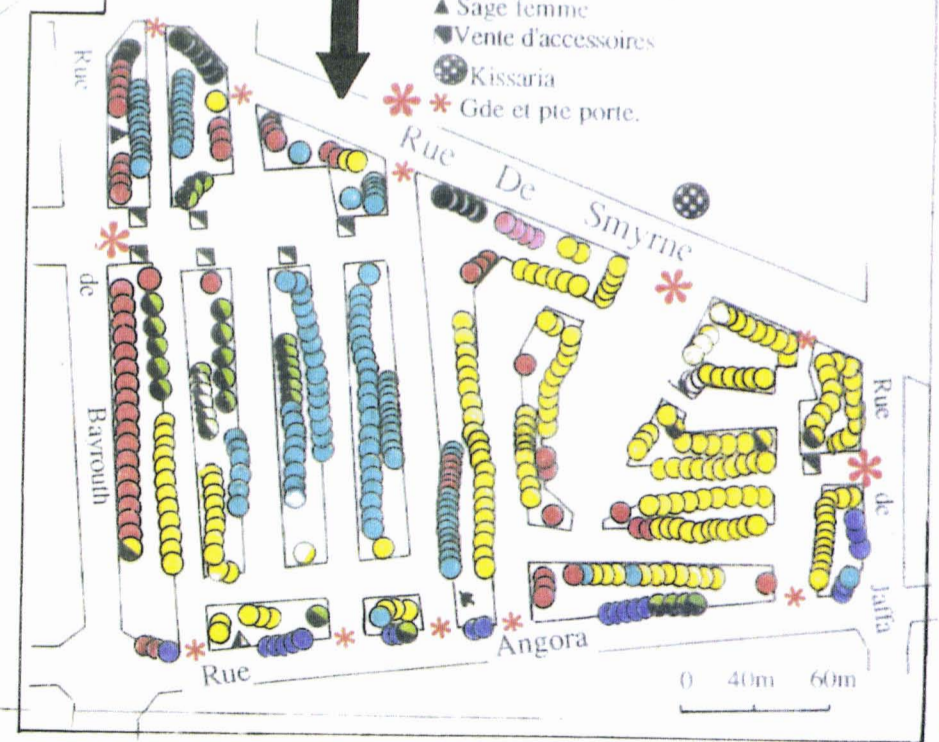 Sage femme
Vente d'accessoires
Kissaria
Gde et pte porte.
Rue De Smyrne
Rue de Bayrouth
Rue de Jaffa
Rue Angora
0 40m 60m